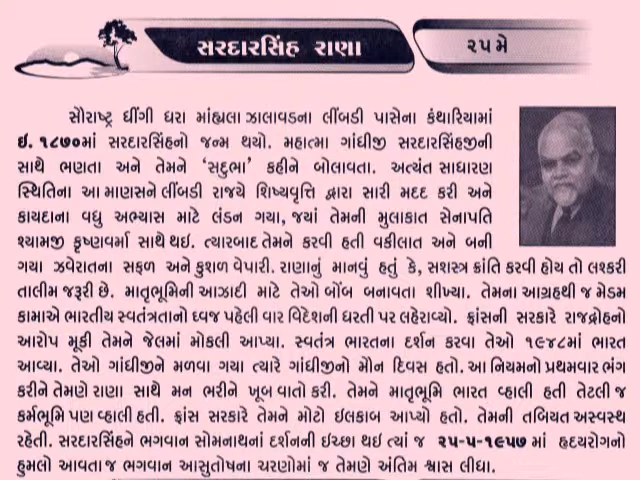 સરદારસિંહ રાણા
૨૫ મે
સૌરાષ્ટ્ર ધીંગી ધરા માંહ્યલા ઝાલાવડના લીંબડી પાસેના કંથારિયામાં
ઇ. ૧૮૭૦માં સરદારસિંહનો જન્મ થયો. મહાત્મા ગાંધીજી સરદારસિંહજીની
સાથે ભણતા અને તેમને ‘સદુભા’ કહીને બોલાવતા. અત્યંત સાધારણ
સ્થિતિના આ માણસને લીંબડી રાજ્યે શિષ્યવૃત્તિ દ્વારા સારી મદદ કરી અને
કાયદાના વધુ અભ્યાસ માટે લંડન ગયા, જયાં તેમની મુલાકાત સેનાપતિ
શ્યામજી કૃષ્ણવર્મા સાથે થઇ. ત્યારબાદ તેમને કરવી હતી વકીલાત અને બની
ગયા ઝવેરાતના સફળ અને કુશળ વેપારી. રાણાનું માનવું હતું કે, સશસ્ત્ર ક્રાંતિ કરવી હોય તો લશ્કરી
તાલીમ જરૂરી છે. માતૃભૂમિની આઝાદી માટે તેઓ બોંબ બનાવતા શીખ્યા. તેમના આગ્રહથી જ મેડમ
કામાએ ભારતીય સ્વતંત્રતાનો ધ્વજ પહેલી વાર વિદેશની ધરતી પર લહેરાવ્યો. ફ્રાંસની સરકારે રાજદ્રોહનો
આરોપ મૂકી તેમને જેલમાં મોકલી આપ્યા. સ્વતંત્ર ભારતના દર્શન કરવા તેઓ ૧૯૪૮માં ભારત
આવ્યા. તેઓ ગાંધીજીને મળવા ગયા ત્યારે ગાંધીજીનો મૌન દિવસ હતો. આ નિયમનો પ્રથમવાર ભંગ
કરીને તેમણે રાણા સાથે મન ભરીને ખૂબ વાતો કરી. તેમને માતૃભૂમિ ભારત વ્હાલી હતી તેટલી જ
કર્મભૂમિ પણ વ્હાલી હતી. ફ્રાંસ સરકારે તેમને મોટો ઇલકાબ આપ્યો હતો. તેમની તબિયત અસ્વસ્થ
રહેતી. સરદારસિંહને ભગવાન સોમનાથનાં દર્શનની ઇચ્છા થઇ ત્યાં જ ૨૫-૫-૧૯૫૭ માં હૃદયરોગનો
હુમલો આવતા જ ભગવાન આસુતોષના ચરણોમાં જ તેમણે અંતિમ શ્વાસ લીધા.